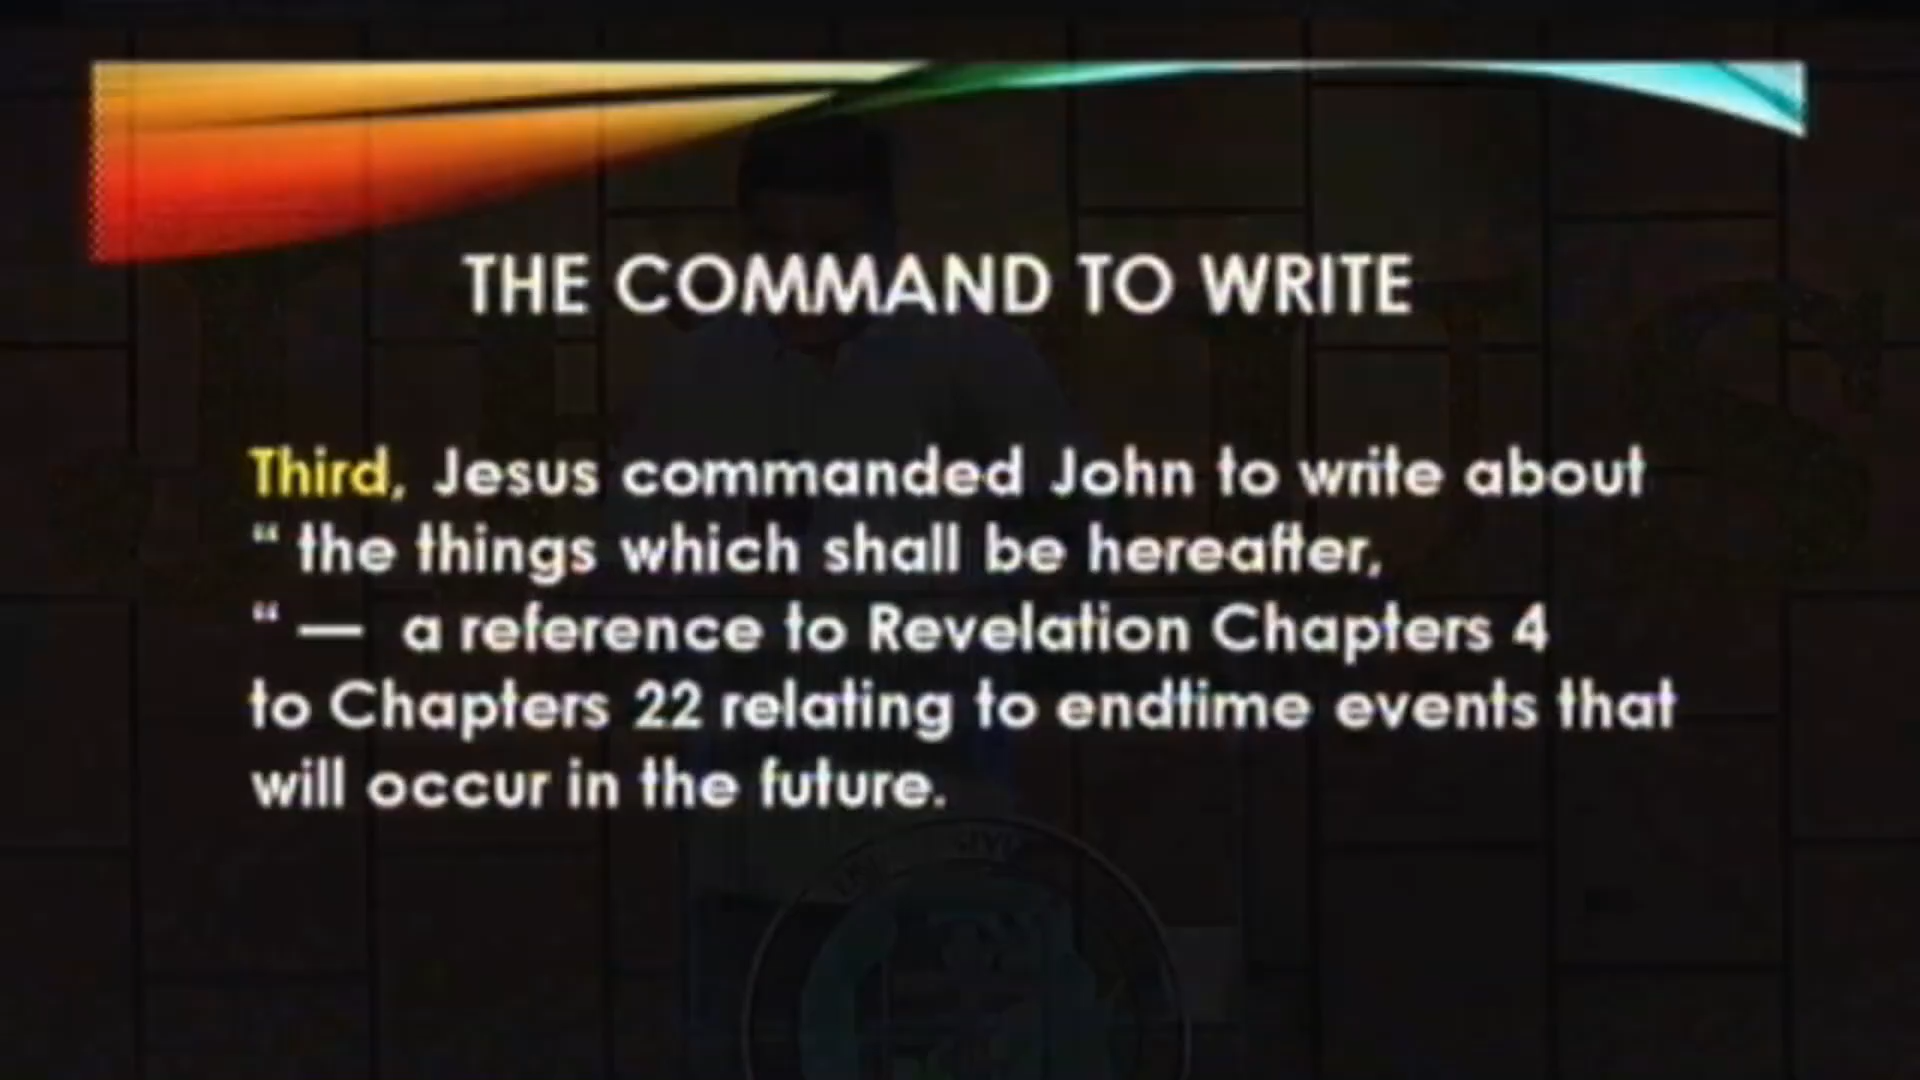 THE COMMAND TO WRITE
Third, Jesus commanded John to write about
“ the things which shall be hereafter,
“ — a reference to Revelation Chapters 4
to Chapters 22 relating to endtime events that
will occur in the future.